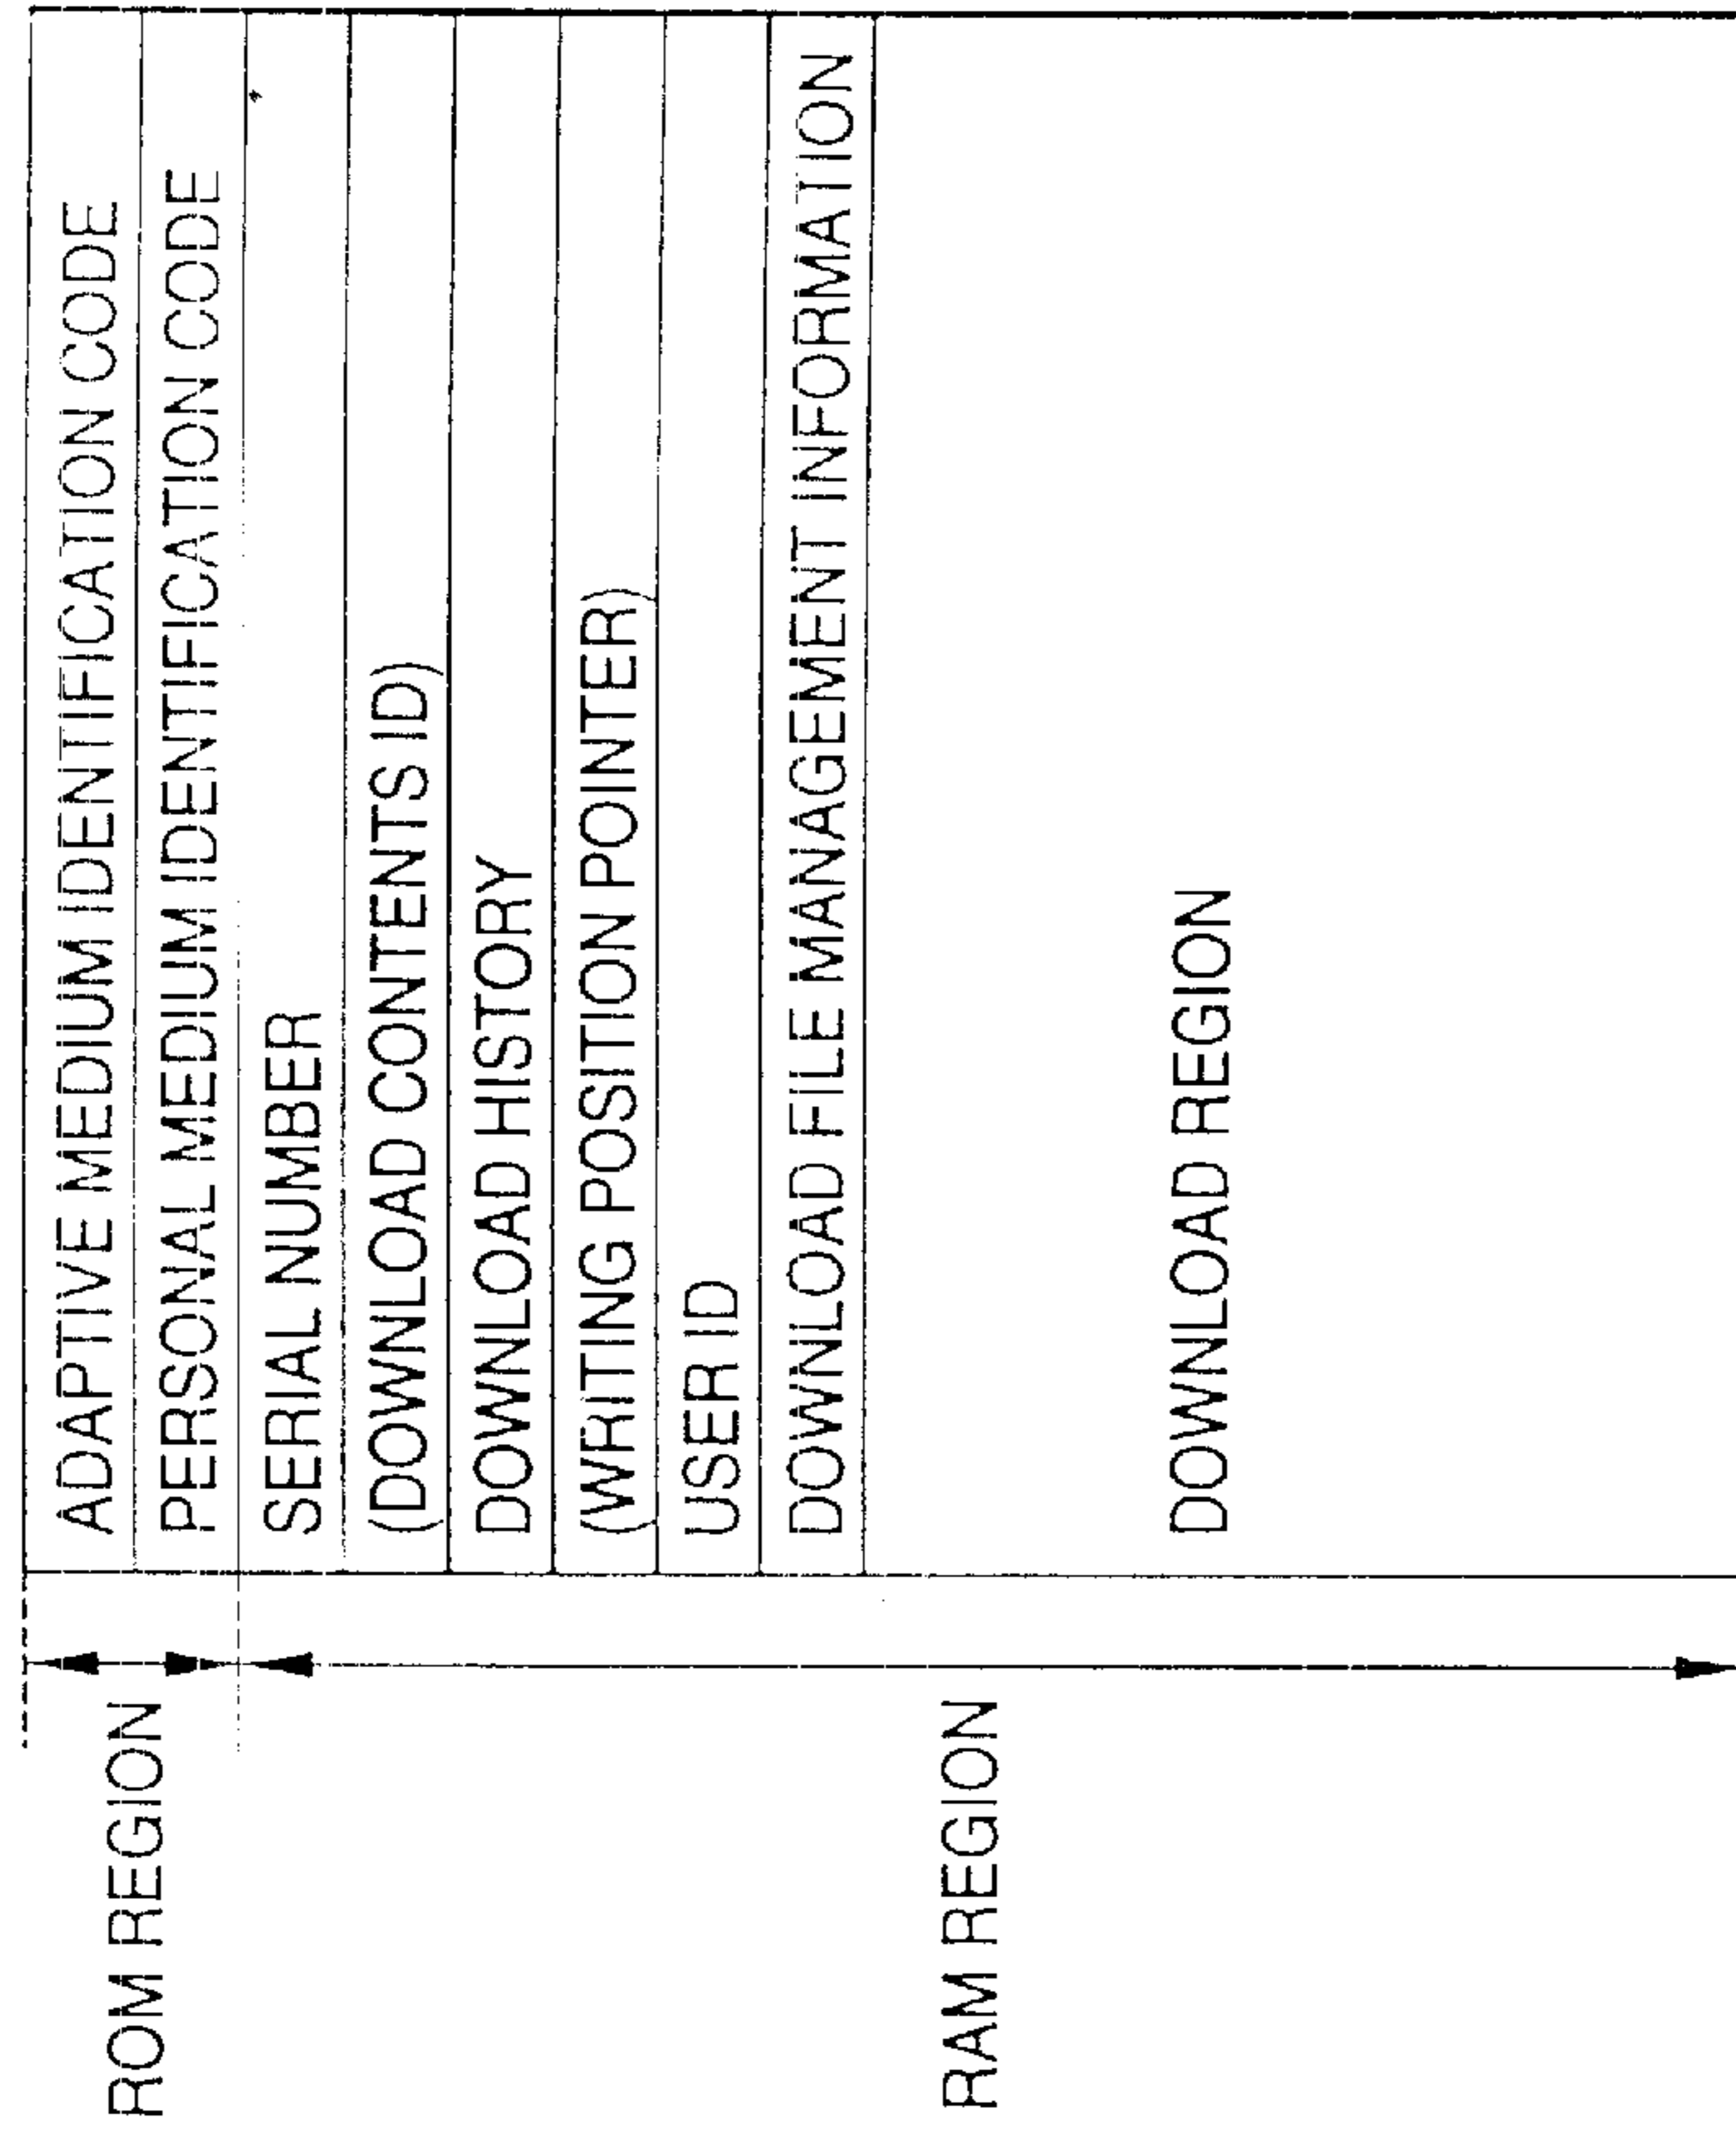 ROM REGION
ADAPTIVE MEDIUM IDENTIFICATION CODE
PERSONAL MEDIUM IDENTIFICATION CODE
RAM REGION
SERIAL NUMBER
(DOWNLOAD CONTENTS ID)
DOWNLOAD HISTORY
(WRITING POSITION POINTER)
USER ID
DOWNLOAD FILE MANAGEMENT INFORMATION
DOWNLOAD REGION